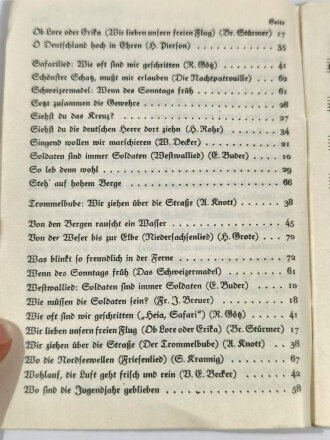 Seite
Ob Lore oder Erika (Wir lieben unsern freien Flug) (Br. Stürmer) 17
O Deutschland hoch in Ehren (H. Pierson) . . . . . . . . 35
Safarilied: Wie oft sind wir geschritten (R. Götz) . . . . . 41
Schönster Schatz, mußt mir erlauben (Die Nachtpatrouille) . . 62
Schweizermadel: Wenn des Sonntags früh . . . . . . . . 61
Setzt zusammen die Gewehre . . . . . . . . . . . . 28
Siehst du das Kreuz? . . . . . . . . . . . . . . . 27
Siehst du die deutschen Heere dort ziehn (H. Rohr) . . . . . 34
Singend wollen wir marschieren (W. Decker) . . . . . . . 21
Soldaten sind immer Soldaten (Westwallied) (E. Buder) . . . 10
So leb denn wohl . . . . . . . . . . . . . . . . 29
Steh' auf hohem Berge . . . . . . . . . . . . . . 66
Trommelbube: Wir ziehen über die Straße (A. Knott) . . . . 38
Von den Bergen rauscht ein Wasser . . . . . . . . . . 45
Von der Weser bis zur Elbe (Niedersachsenlied) (H. Grote) . . 70
Was blinkt so freundlich in der Ferne . . . . . . . . . 72
Wenn des Sonntags früh (Das Schweizermadel) . . . . . . 61
Westwallied: Soldaten sind immer Soldaten (E. Buder) . . . . 10
Wie müssen die Soldaten sein? (Fr. J. Breuer) . . . . . . 18
Wie oft sind wir geschritten („Heia, Safari“) (R. Götz) . . . 41
Wir lieben unsern freien Flug (Ob Lore oder Erika) (Br. Stürmer) 17
Wir ziehen über die Straße (Der Trommelbube) (A. Knott) . . . 38
Wo die Nordseewellen (Friesenlied) (S. Krannig) . . . . . 67
Wohlauf, die Luft geht frisch und rein (V. E. Becker) . . . . 42
Wo sind die Jugendjahr geblieben . . . . . . . . . . . 58